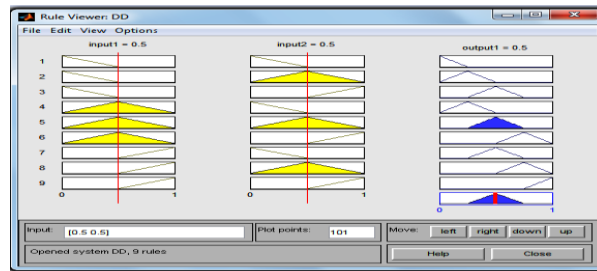 Rule Viewer: DD
File Edit View Options
input1 = 0.5 input2 = 0.5 output1 = 0.5
1
2
3
4
5
6
7
8
9
0 1 0 1
0 1
Input: [0.5 0.5] Plot points: 101 Move: left right down up
Opened system DD, 9 rules Help Close